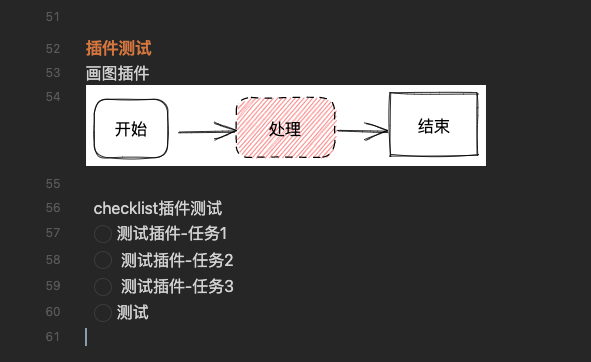 51
52 插件测试
53 画图插件
54
开始 处理 结束
55
56 checklist插件测试
57 测试插件-任务1
58 测试插件-任务2
59 测试插件-任务3
60 测试
61